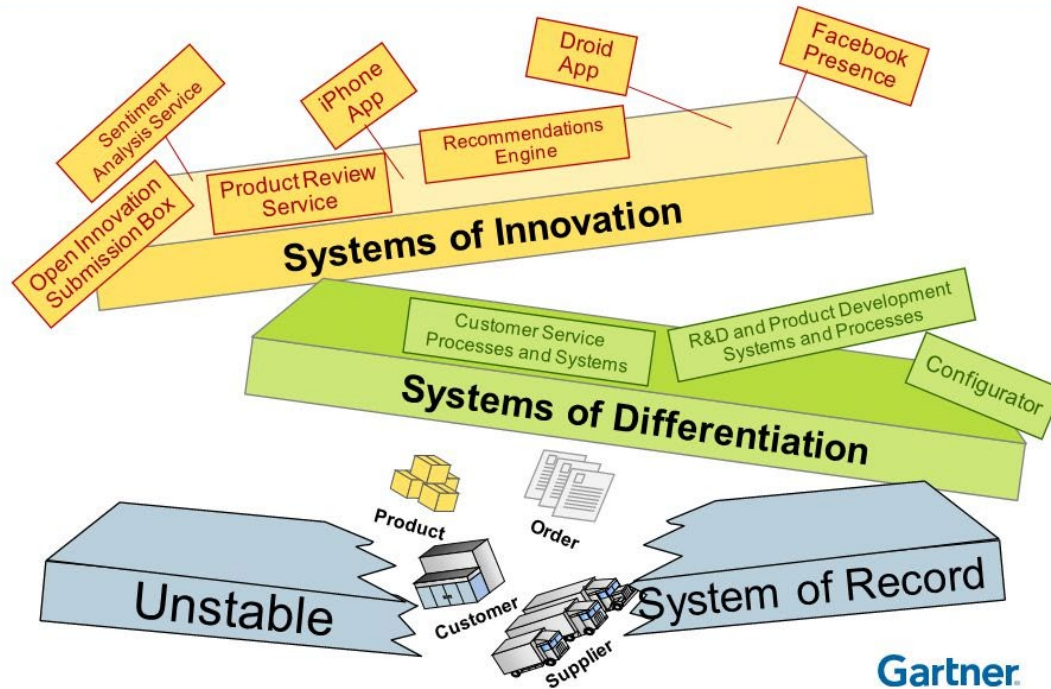 Droid
App
Facebook
Presence
Sentiment
Analysis Service
iPhone
App
Recommendations
Engine
Product Review
Service
Open Innovation
Submission Box
Systems of Innovation
Customer Service
Processes and Systems
R&D and Product Development
Systems and Processes
Configurator
Systems of Differentiation
Product
Order
Customer
Supplier
Unstable
System of Record
Gartner.